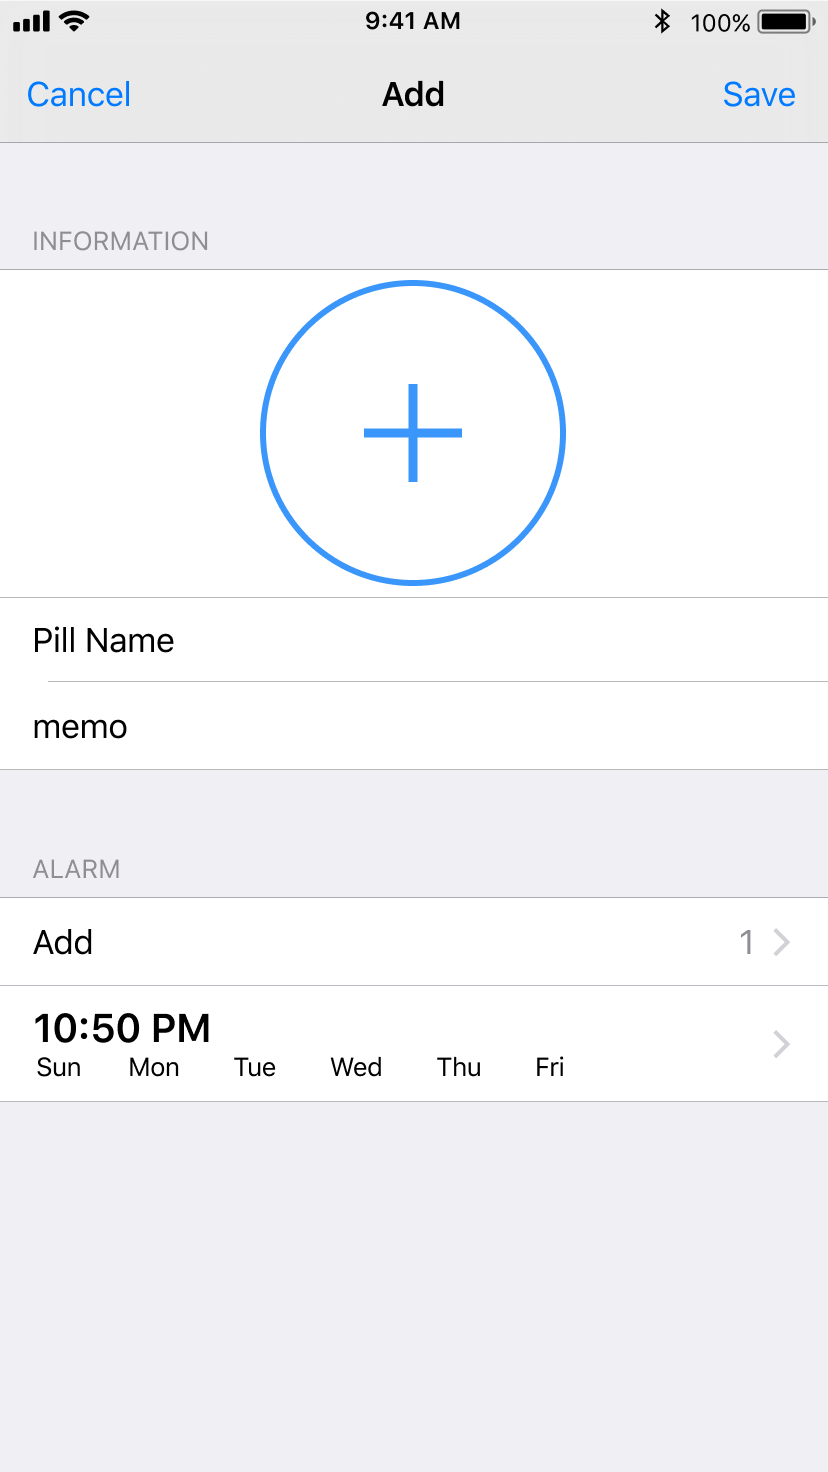 9:41 AM 100%
Cancel Add Save
INFORMATION
Pill Name
memo
ALARM
Add 1
10:50 PM
Sun Mon Tue Wed Thu Fri